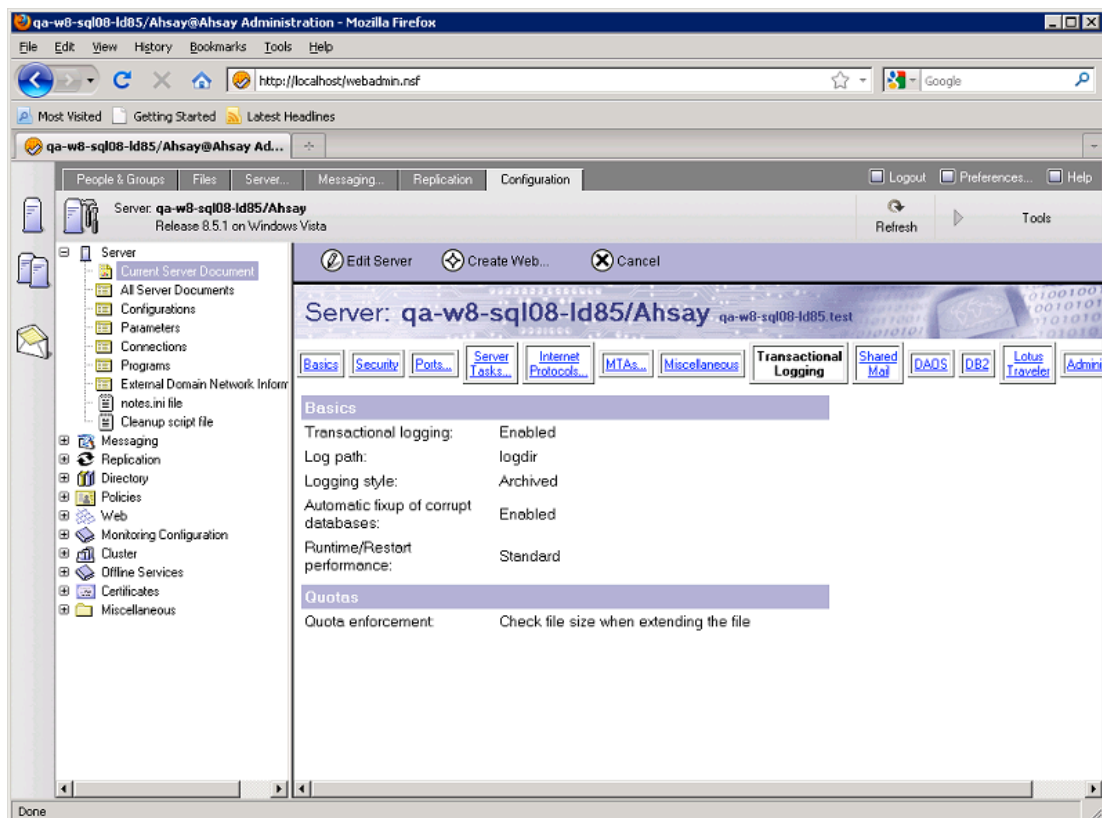 qa-w8-sql08-ld85/Ahsay@Ahsay Administration - Mozilla Firefox
File Edit View History Bookmarks Tools Help
http://localhost/webadmin.nsf
Google
Most Visited Getting Started Latest Headlines
qa-w8-sql08-ld85/Ahsay@Ahsay Ad...
People & Groups Files Server... Messaging... Replication Configuration Logout Preferences... Help
Server: qa-w8-sql08-ld85/Ahsay
Release 8.5.1 on Windows Vista
Refresh
Tools
Server
Current Server Document
All Server Documents
Configurations
Parameters
Connections
Programs
External Domain Network Inform
notes.ini file
Cleanup script file
Messaging
Replication
Directory
Policies
Web
Monitoring Configuration
Cluster
Offline Services
Certificates
Miscellaneous
Edit Server Create Web... Cancel
Server: qa-w8-sql08-ld85/Ahsay qa-w8-sql08-ld85.test
Basics Security Ports... Server Tasks... Internet Protocols... MTAs... Miscellaneous Transactional Logging Shared Mail DAOS DB2 Lotus Traveler Admini
Basics
Transactional logging: Enabled
Log path: logdir
Logging style: Archived
Automatic fixup of corrupt databases: Enabled
Runtime/Restart performance: Standard
Quotas
Quota enforcement: Check file size when extending the file
Done